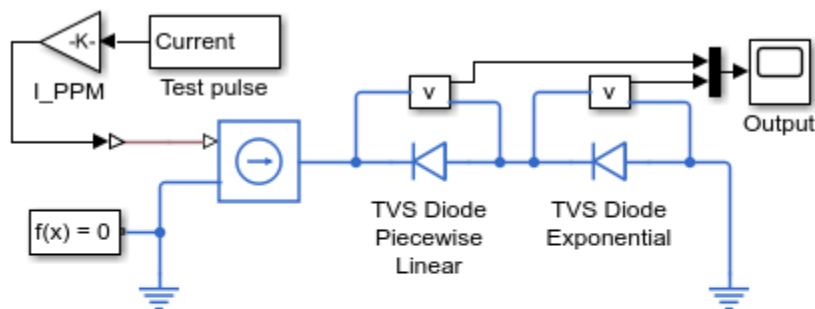 -K-
Current
I_PPM
Test pulse
v
v
Output
f(x) = 0
TVS Diode
Piecewise
Linear
TVS Diode
Exponential